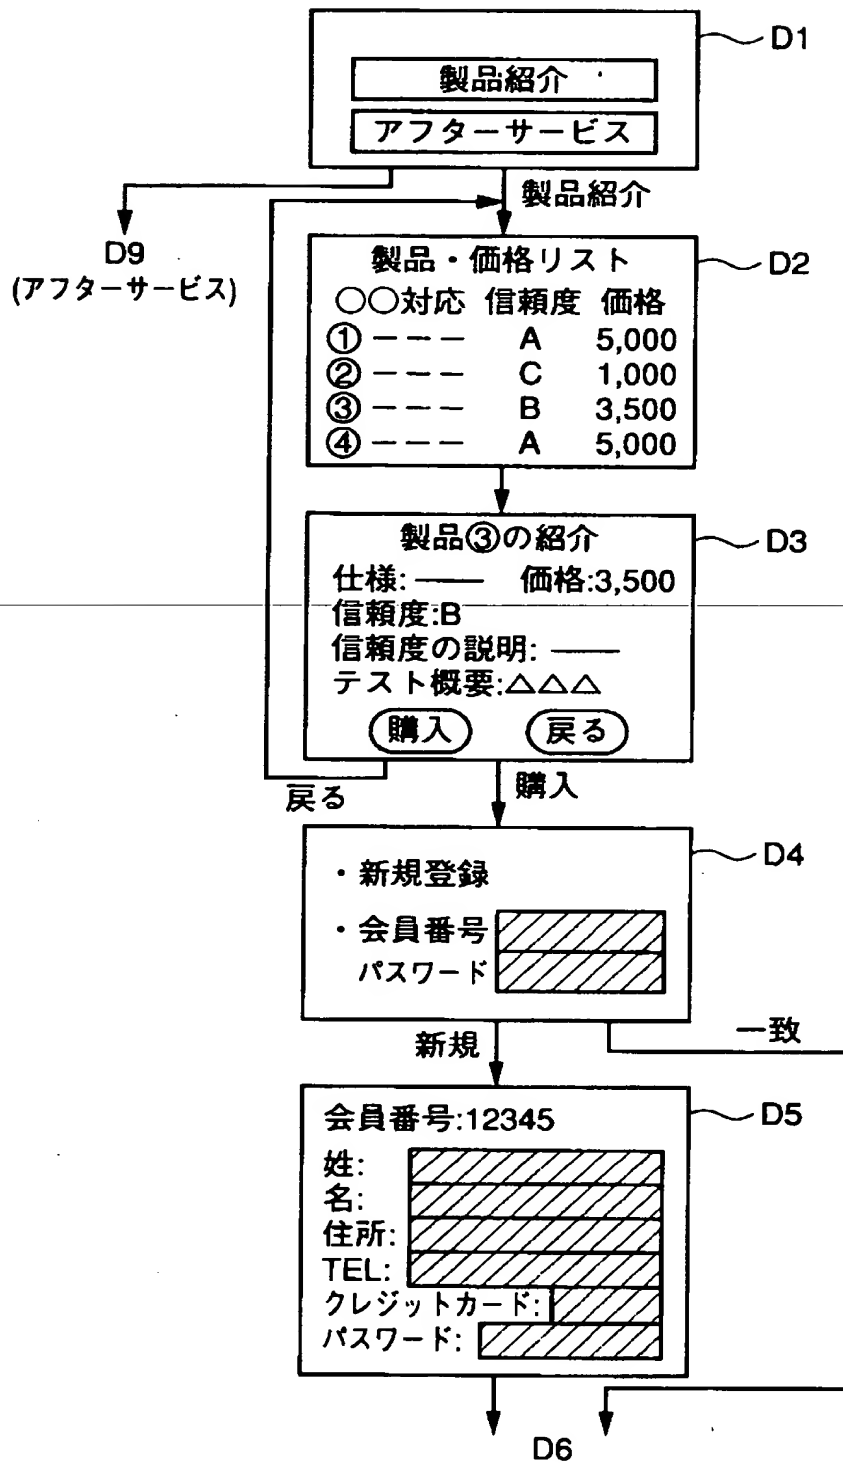 D1
製品紹介
アフターサービス
製品紹介
D9
(アフターサービス)
D2
製品・価格リスト
○○対応 信頼度 価格
① ――― A 5,000
② ――― C 1,000
③ ――― B 3,500
④ ――― A 5,000
D3
製品③の紹介
仕様: ―― 価格:3,500
信頼度:B
信頼度の説明: ――
テスト概要:△△△
購入 戻る
戻る
購入
D4
・新規登録
・会員番号
パスワード
新規
一致
D5
会員番号:12345
姓:
名:
住所:
TEL:
クレジットカード:
パスワード:
D6